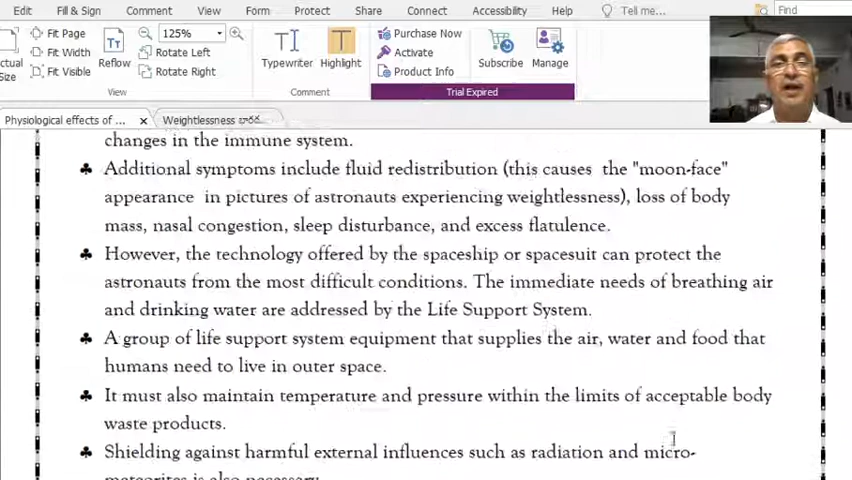 Edit Fill & Sign Comment View Form Protect Share Connect Accessibility Help Tell me... Find
Fit Page 125% Purchase Now
Fit Width Rotate Left Activate
Size Reflow Fit Visible Rotate Right Typewriter Highlight Product Info Subscribe Manage
View Comment Trial Expired
Physiological effects of ... Weightlessness
changes in the immune system.
♣ Additional symptoms include fluid redistribution (this causes the "moon-face"
appearance in pictures of astronauts experiencing weightlessness), loss of body
mass, nasal congestion, sleep disturbance, and excess flatulence.
♣ However, the technology offered by the spaceship or spacesuit can protect the
astronauts from the most difficult conditions. The immediate needs of breathing air
and drinking water are addressed by the Life Support System.
♣ A group of life support system equipment that supplies the air, water and food that
humans need to live in outer space.
♣ It must also maintain temperature and pressure within the limits of acceptable body
waste products.
♣ Shielding against harmful external influences such as radiation and micro-
meteorites is also necessary.